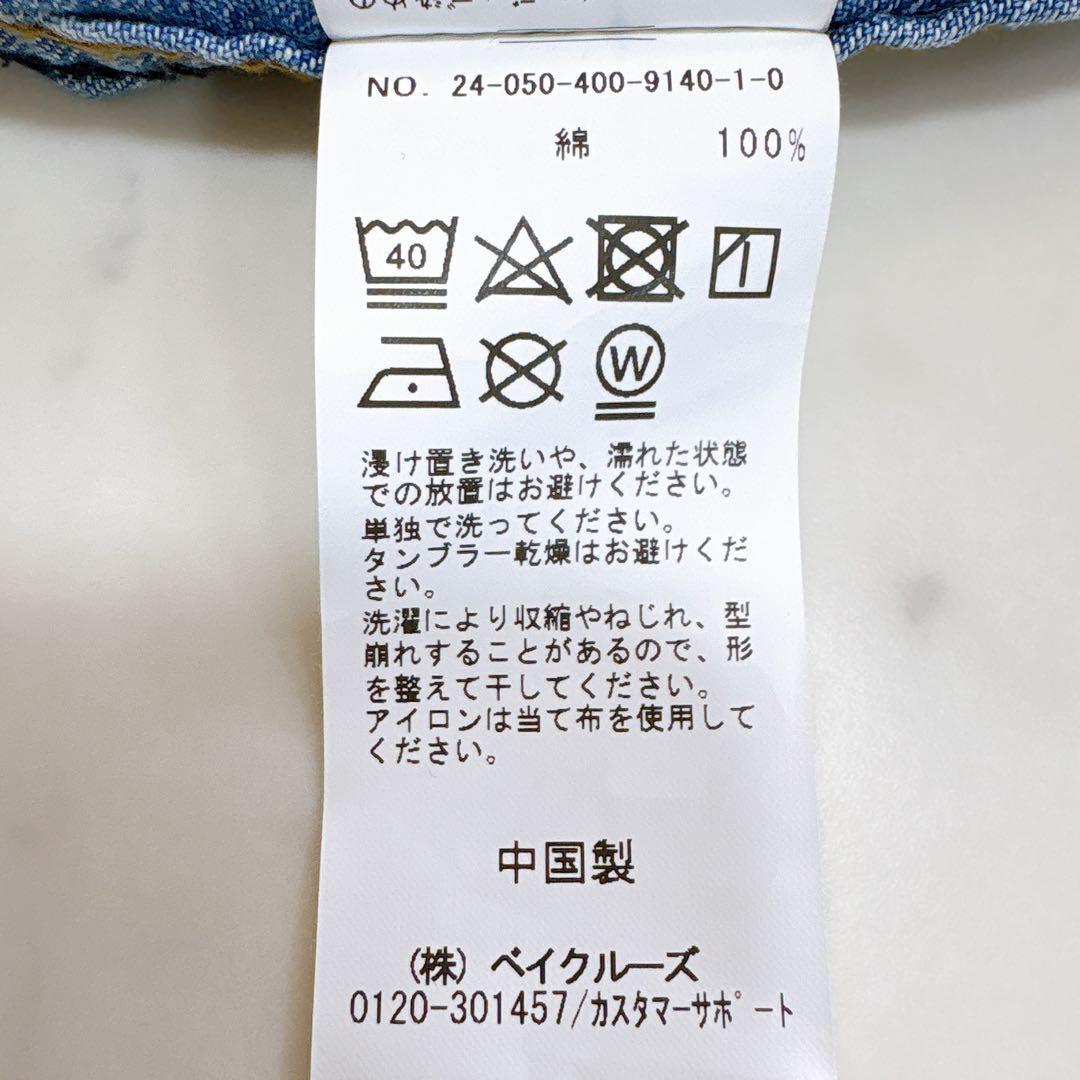 NO. 24-050-400-9140-1-0
綿 100%
40
W
浸け置き洗いや、濡れた状態
での放置はお避けください。
単独で洗ってください。
タンブラー乾燥はお避けくだ
さい。
洗濯により収縮やねじれ、型
崩れすることがあるので、形
を整えて干してください。
アイロンは当て布を使用して
ください。
中国製
(株) ベイクルーズ
0120-301457/カスタマーサポート